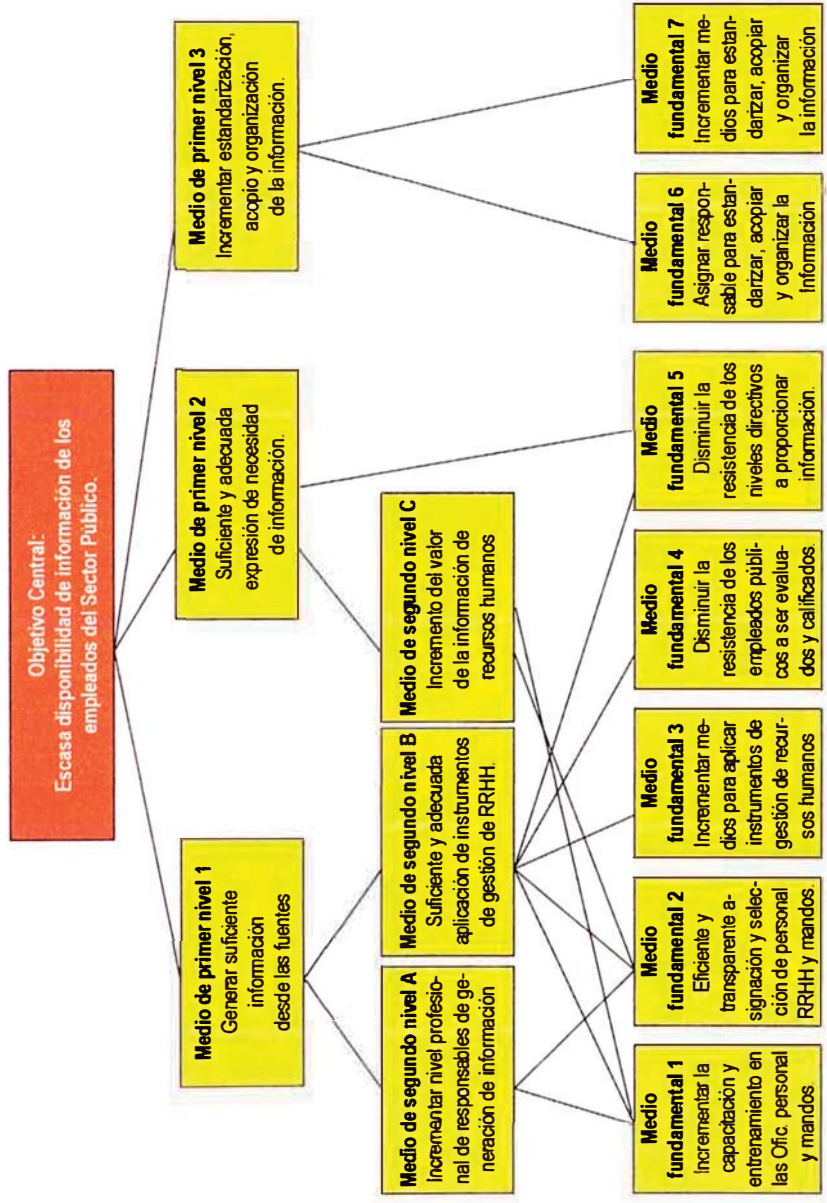 Objetivo Central:
Escasa disponibilidad de información de los
empleados del Sector Público.
Medio de primer nivel 1
Generar suficiente
información
desde las fuentes
Medio de primer nivel 2
Suficiente y adecuada
expresión de necesidad
de información.
Medio de primer nivel 3
Incrementar estandarización,
acopio y organización
de la información.
Medio de segundo nivel A
Incrementar nivel profesio-
nal de responsables de ge-
neración de información
Medio de segundo nivel B
Suficiente y adecuada
aplicación de instrumentos
de gestión de RRHH.
Medio de segundo nivel C
Incremento del valor
de la información de
recursos humanos
Medio
fundamental 1
Incrementar la
capacitación y
entrenamiento en
las Ofic. personal
y mandos
Medio
fundamental 2
Eficiente y
transparente a-
signación y selec-
ción de personal
RRHH y mandos.
Medio
fundamental 3
Incrementar me-
dios para aplicar
instrumentos de
gestión de recur-
sos humanos
Medio
fundamental 4
Disminuir la
resistencia de los
empleados públi-
cos a ser evalua-
dos y calificados.
Medio
fundamental 5
Disminuir la
resistencia de los
niveles directivos
a proporcionar
información.
Medio
fundamental 6
Asignar respon-
sable para estan-
darizar, acopiar
y organizar la
Información
Medio
fundamental 7
Incrementar me-
dios para estan-
darizar, acopiar
y organizar
la información